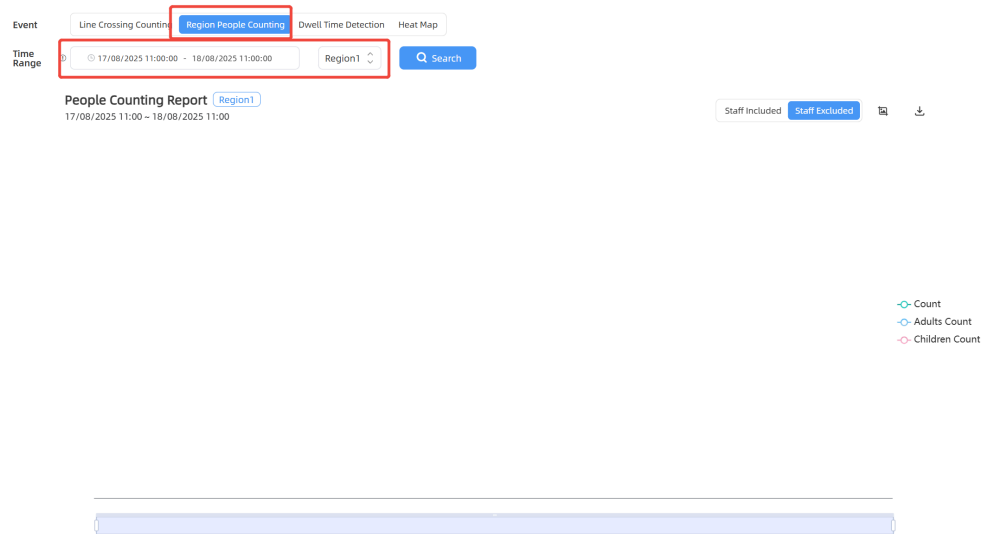 Event
Line Crossing Counting
Region People Counting
Dwell Time Detection
Heat Map
Time
Range
17/08/2025 11:00:00 - 18/08/2025 11:00:00
Region1
Search
People Counting Report
Region1
17/08/2025 11:00 ~ 18/08/2025 11:00
Staff Included
Staff Excluded
Count
Adults Count
Children Count